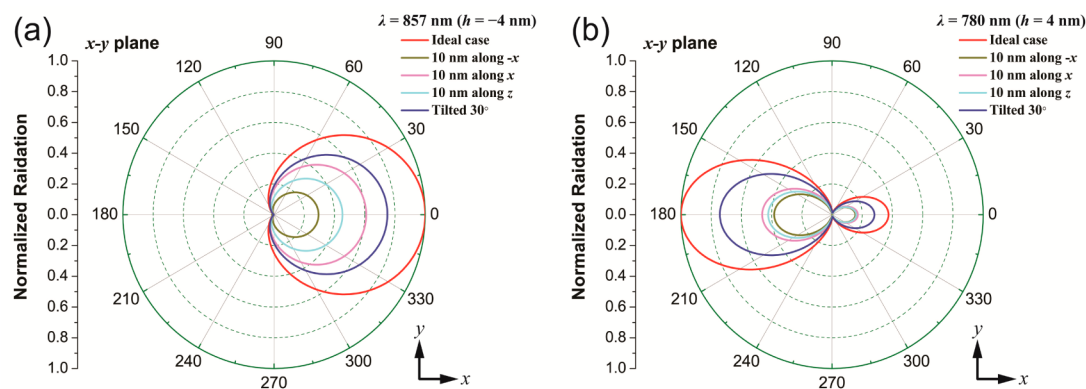 (a)
λ = 857 nm (h = −4 nm)
x-y plane
Ideal case
10 nm along -x
10 nm along x
10 nm along z
Tilted 30°
Normalized Raidation
1.0
0.8
0.6
0.4
0.2
0.0
0.2
0.4
0.6
0.8
1.0
90
60
30
0
330
300
270
240
210
180
150
120
y
x
(b)
λ = 780 nm (h = 4 nm)
x-y plane
Ideal case
10 nm along -x
10 nm along x
10 nm along z
Tilted 30°
Normalized Raidation
1.0
0.8
0.6
0.4
0.2
0.0
0.2
0.4
0.6
0.8
1.0
90
60
30
0
330
300
270
240
210
180
150
120
y
x